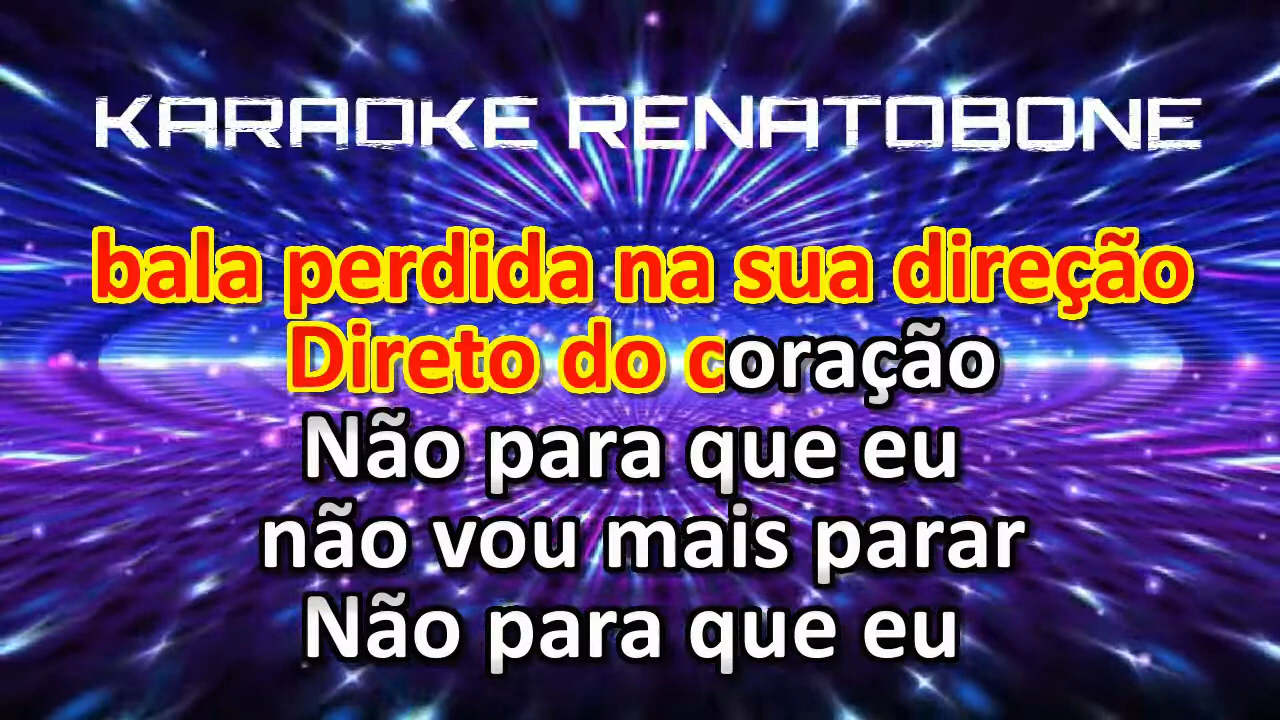 KARAOKE RENATOBONE
bala perdida na sua direção
Direto do coração
Não para que eu
não vou mais parar
Não para que eu